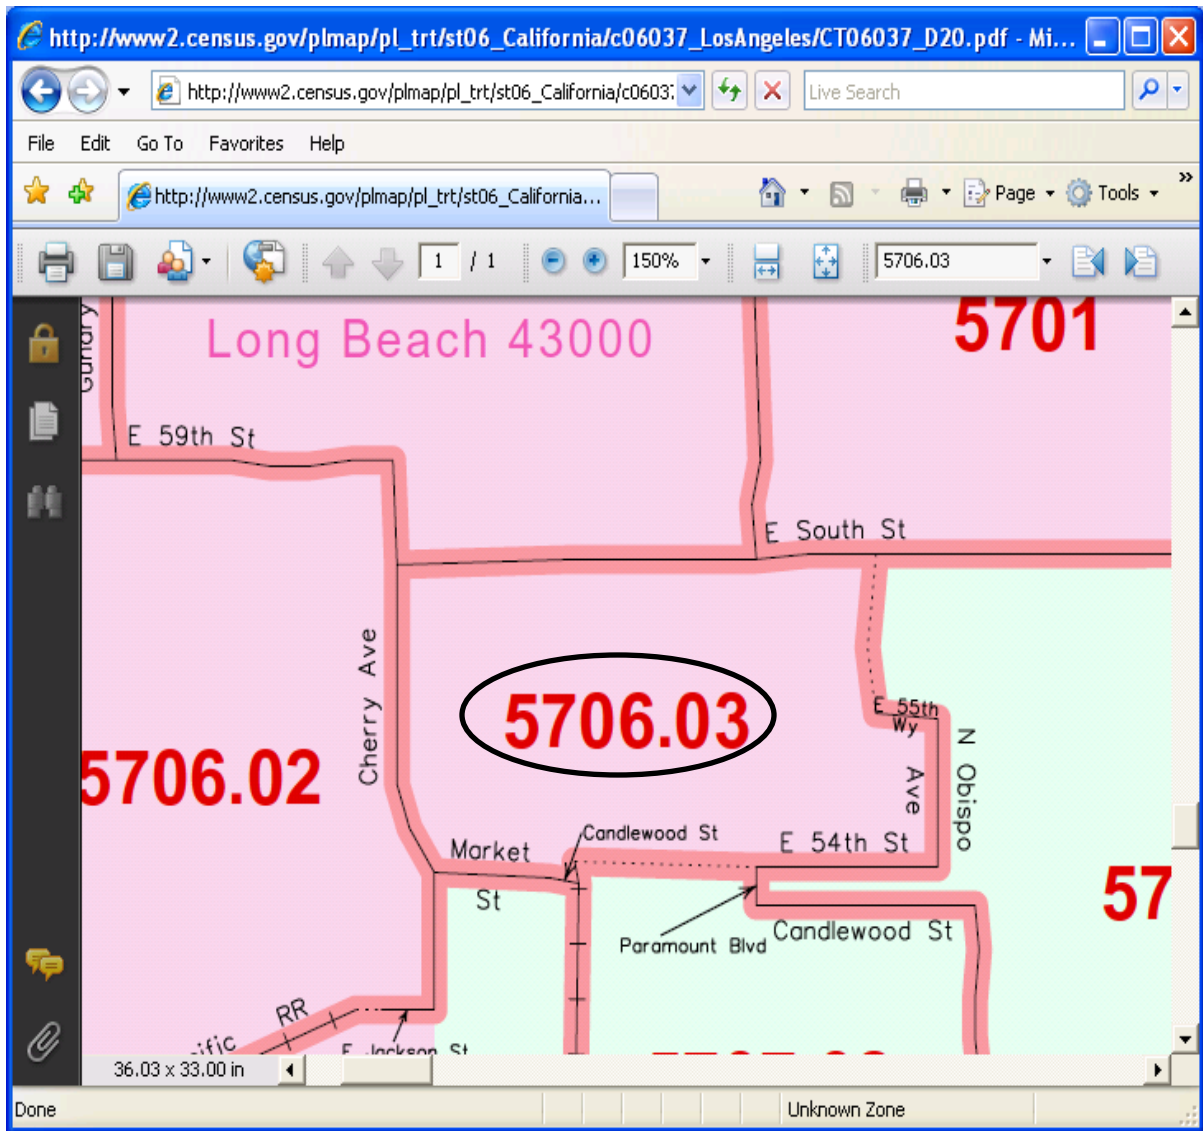 http://www2.census.gov/plmap/pl_trt/st06_California/c06037_LosAngeles/CT06037_D20.pdf - Mi...
http://www2.census.gov/plmap/pl_trt/st06_California/c0603
Live Search
File Edit Go To Favorites Help
http://www2.census.gov/plmap/pl_trt/st06_California...
Page Tools »
1 / 1 150% 5706.03
Gundry
Long Beach 43000
5701
E 59th St
E South St
Cherry Ave
5706.03
5706.02
E 55th
Wy
N Obispo
Ave
Candlewood St
E 54th St
Market
St
57
Paramount Blvd
Candlewood St
RR
ific
E Jackson St
36.03 x 33.00 in
Done
Unknown Zone